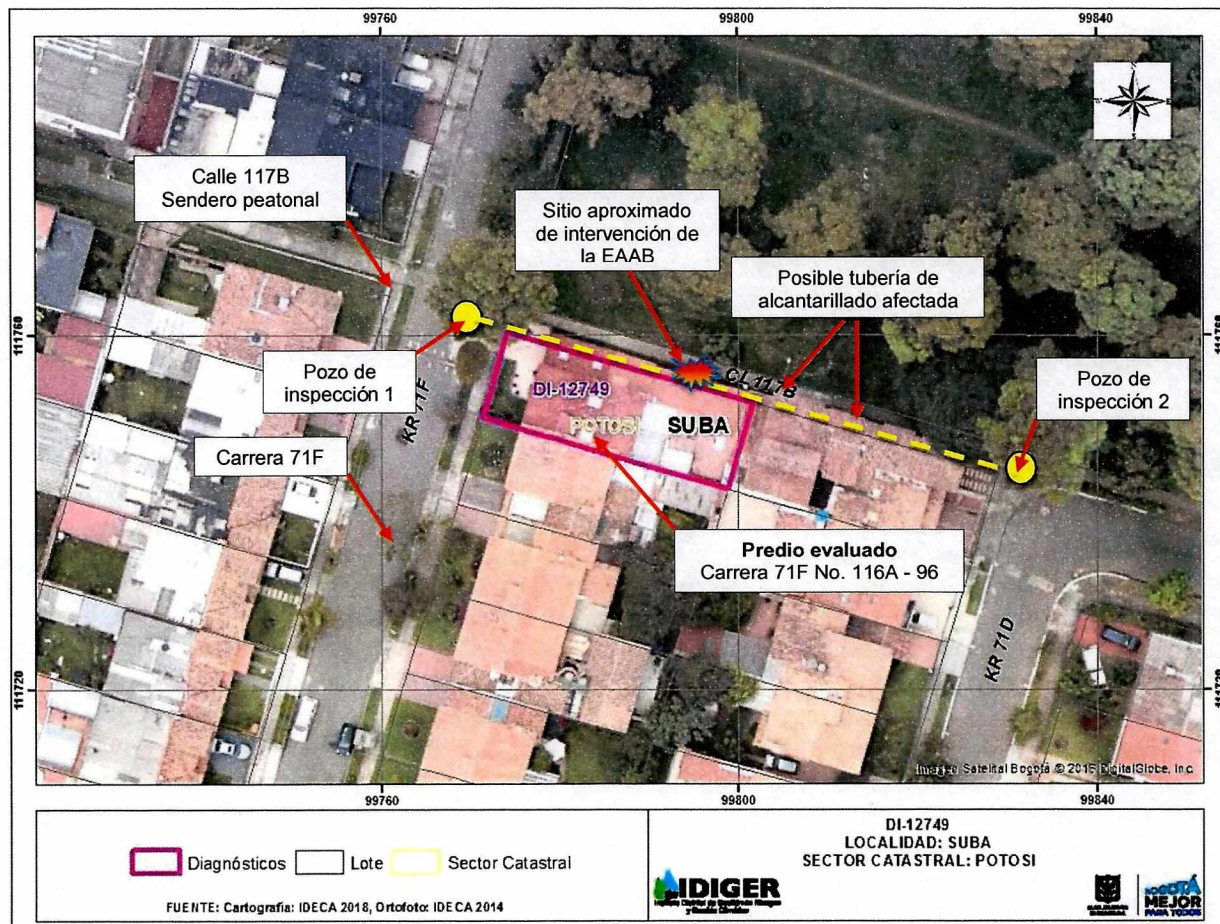 99760
99800
99840
Calle 117B
Sendero peatonal
Sitio aproximado
de intervención de
la EAAB
Posible tubería de
alcantarillado afectada
111760
111760
Pozo de
inspección 1
CL 117B
Pozo de
inspección 2
DI-12749
KR 71F
POTOSI
SUBA
Carrera 71F
Predio evaluado
Carrera 71F No. 116A - 96
KR 71D
111720
111720
Imagen Satelital Bogotá © 2015 DigitalGlobe, Inc
99760
99800
99840
Diagnósticos
Lote
Sector Catastral
FUENTE: Cartografía: IDECA 2018, Ortofoto: IDECA 2014
DI-12749
LOCALIDAD: SUBA
SECTOR CATASTRAL: POTOSI
IDIGER
BOGOTÁ
MEJOR
PARA TODOS